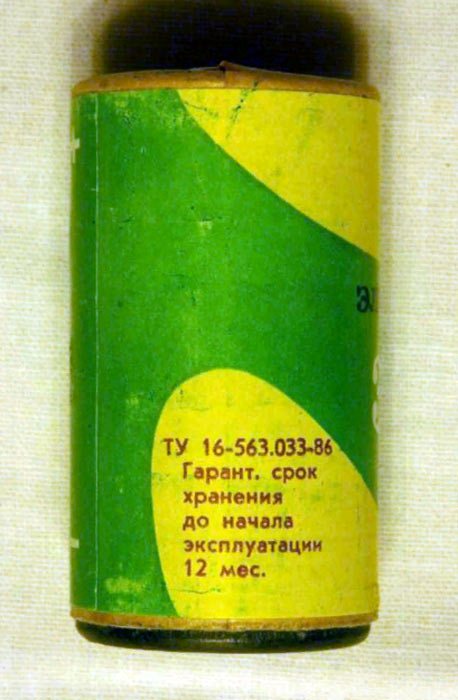 +
ТУ 16-563.033-86
Гарант. срок
хранения
до начала
эксплуатации
12 мес.
–